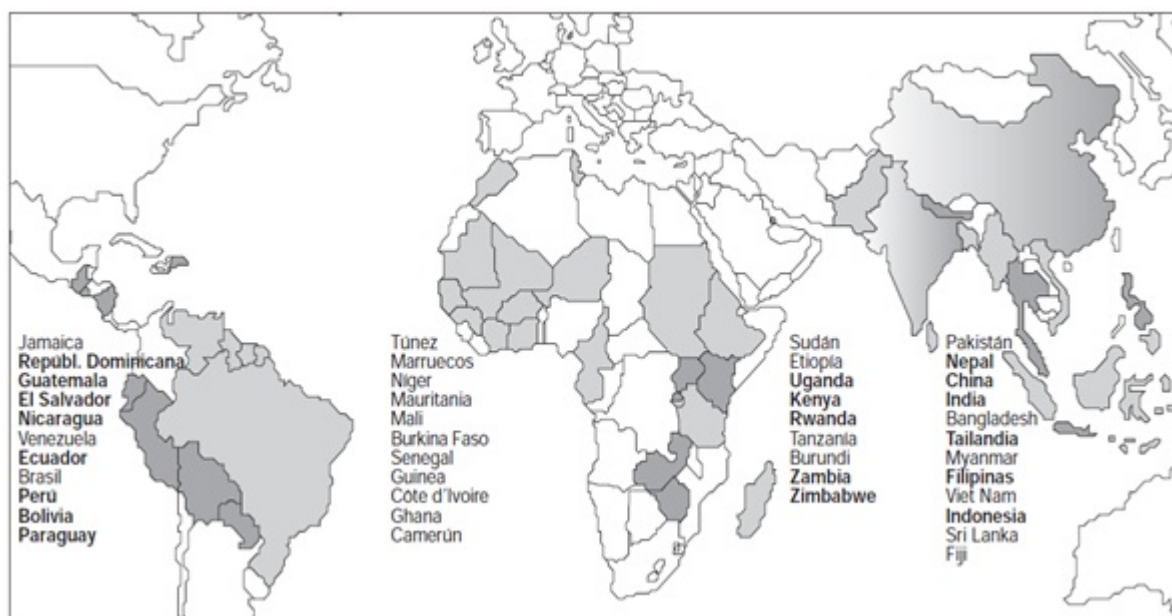 Jamaica
Repúbl. Dominicana
Guatemala
El Salvador
Nicaragua
Venezuela
Ecuador
Brasil
Perú
Bolivia
Paraguay
Túnez
Marruecos
Níger
Mauritania
Mali
Burkina Faso
Senegal
Guinea
Côte d'Ivoire
Ghana
Camerún
Sudán
Etiopía
Uganda
Kenya
Rwanda
Tanzanía
Burundi
Zambia
Zimbabwe
Pakistán
Nepal
China
India
Bangladesh
Tailandia
Myanmar
Filipinas
Viet Nam
Indonesia
Sri Lanka
Fiji